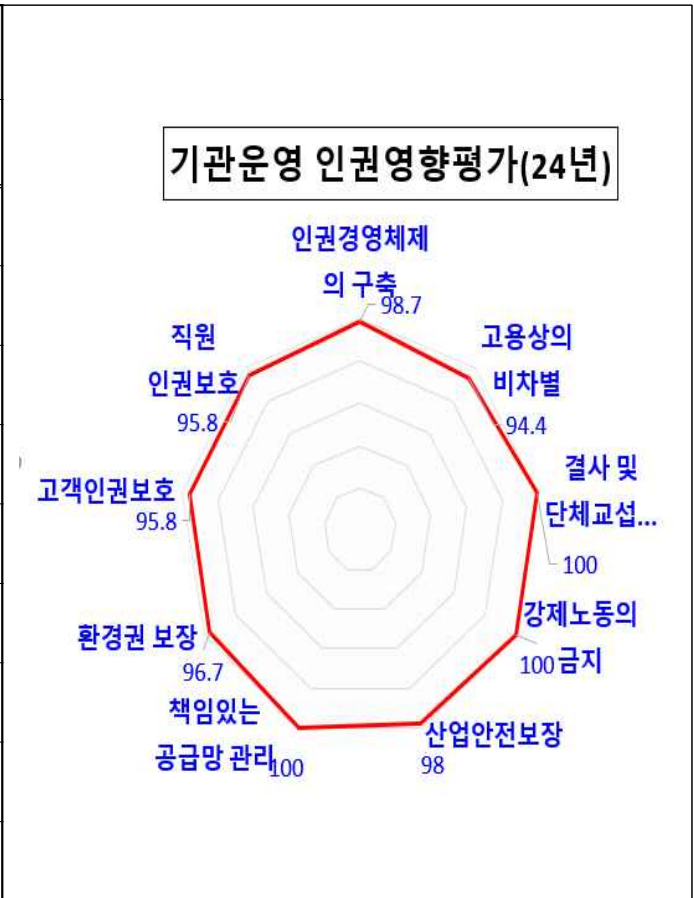 기관운영 인권영향평가(24년)
인권경영체제
의 구축
98.7
고용상의
비차별
94.4
결사 및
단체교섭...
100
강제노동의
금지
100
산업안전보장
98
책임있는
공급망 관리
100
환경권 보장
96.7
고객인권보호
95.8
직원
인권보호
95.8